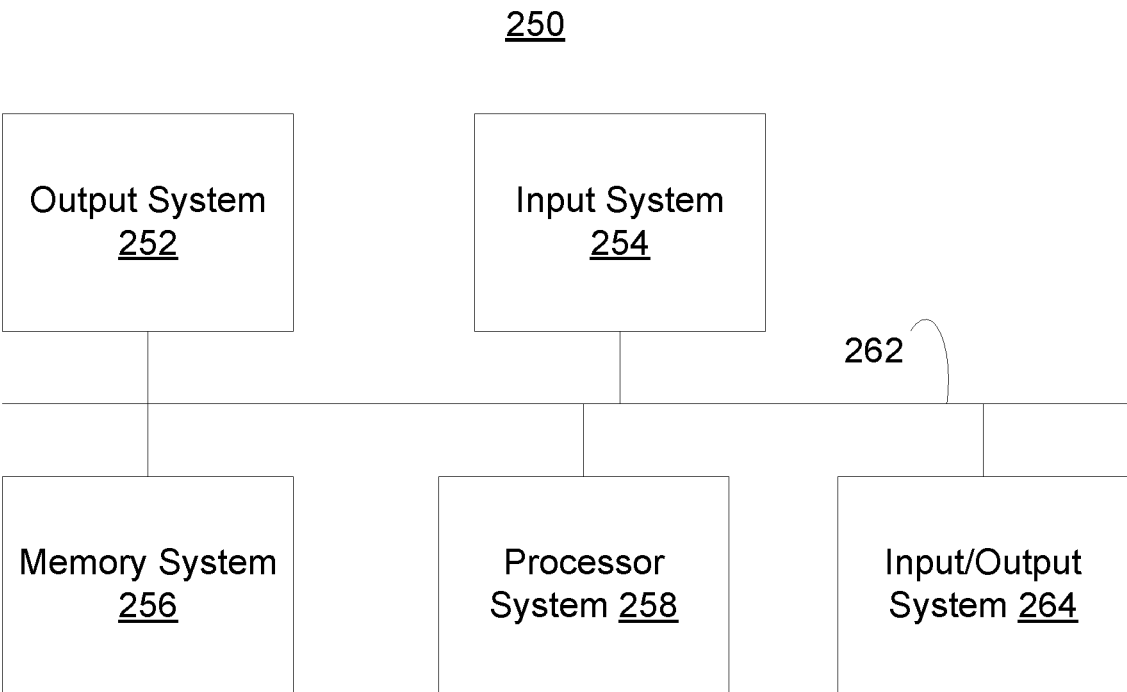 250
Output System
252
Input System
254
262
Memory System
256
Processor
System 258
Input/Output
System 264